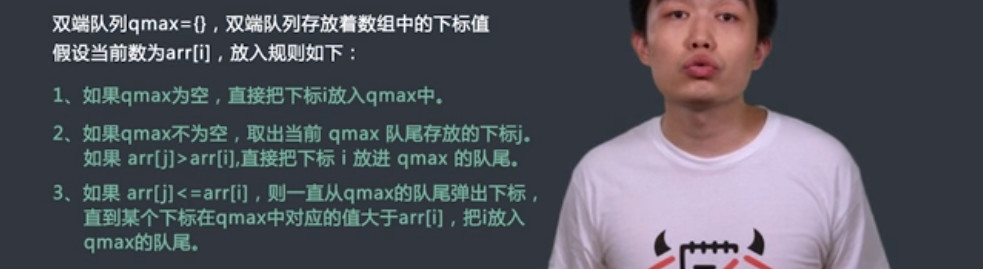 双端队列qmax={}，双端队列存放着数组中的下标值
假设当前数为arr[i]，放入规则如下：
1、如果qmax为空，直接把下标i放入qmax中。
2、如果qmax不为空，取出当前 qmax 队尾存放的下标j。
如果 arr[j]>arr[i],直接把下标 i 放进 qmax 的队尾。
3、如果 arr[j]<=arr[i]，则一直从qmax的队尾弹出下标，
直到某个下标在qmax中对应的值大于arr[i]，把i放入
qmax的队尾。